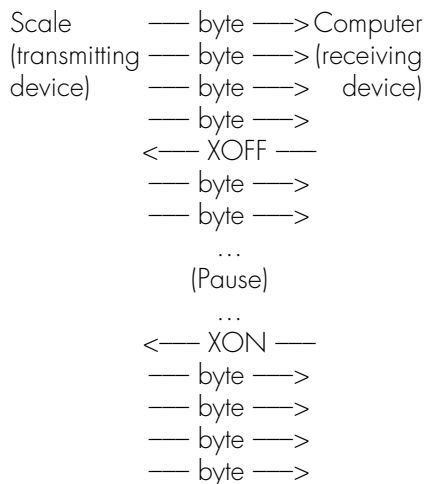 Scale —— byte ——> Computer
(transmitting —— byte ——> (receiving
device) —— byte ——> device)
—— byte ——>
<—— XOFF ——
—— byte ——>
—— byte ——>
…
(Pause)
…
<—— XON ——
—— byte ——>
—— byte ——>
—— byte ——>
—— byte ——>